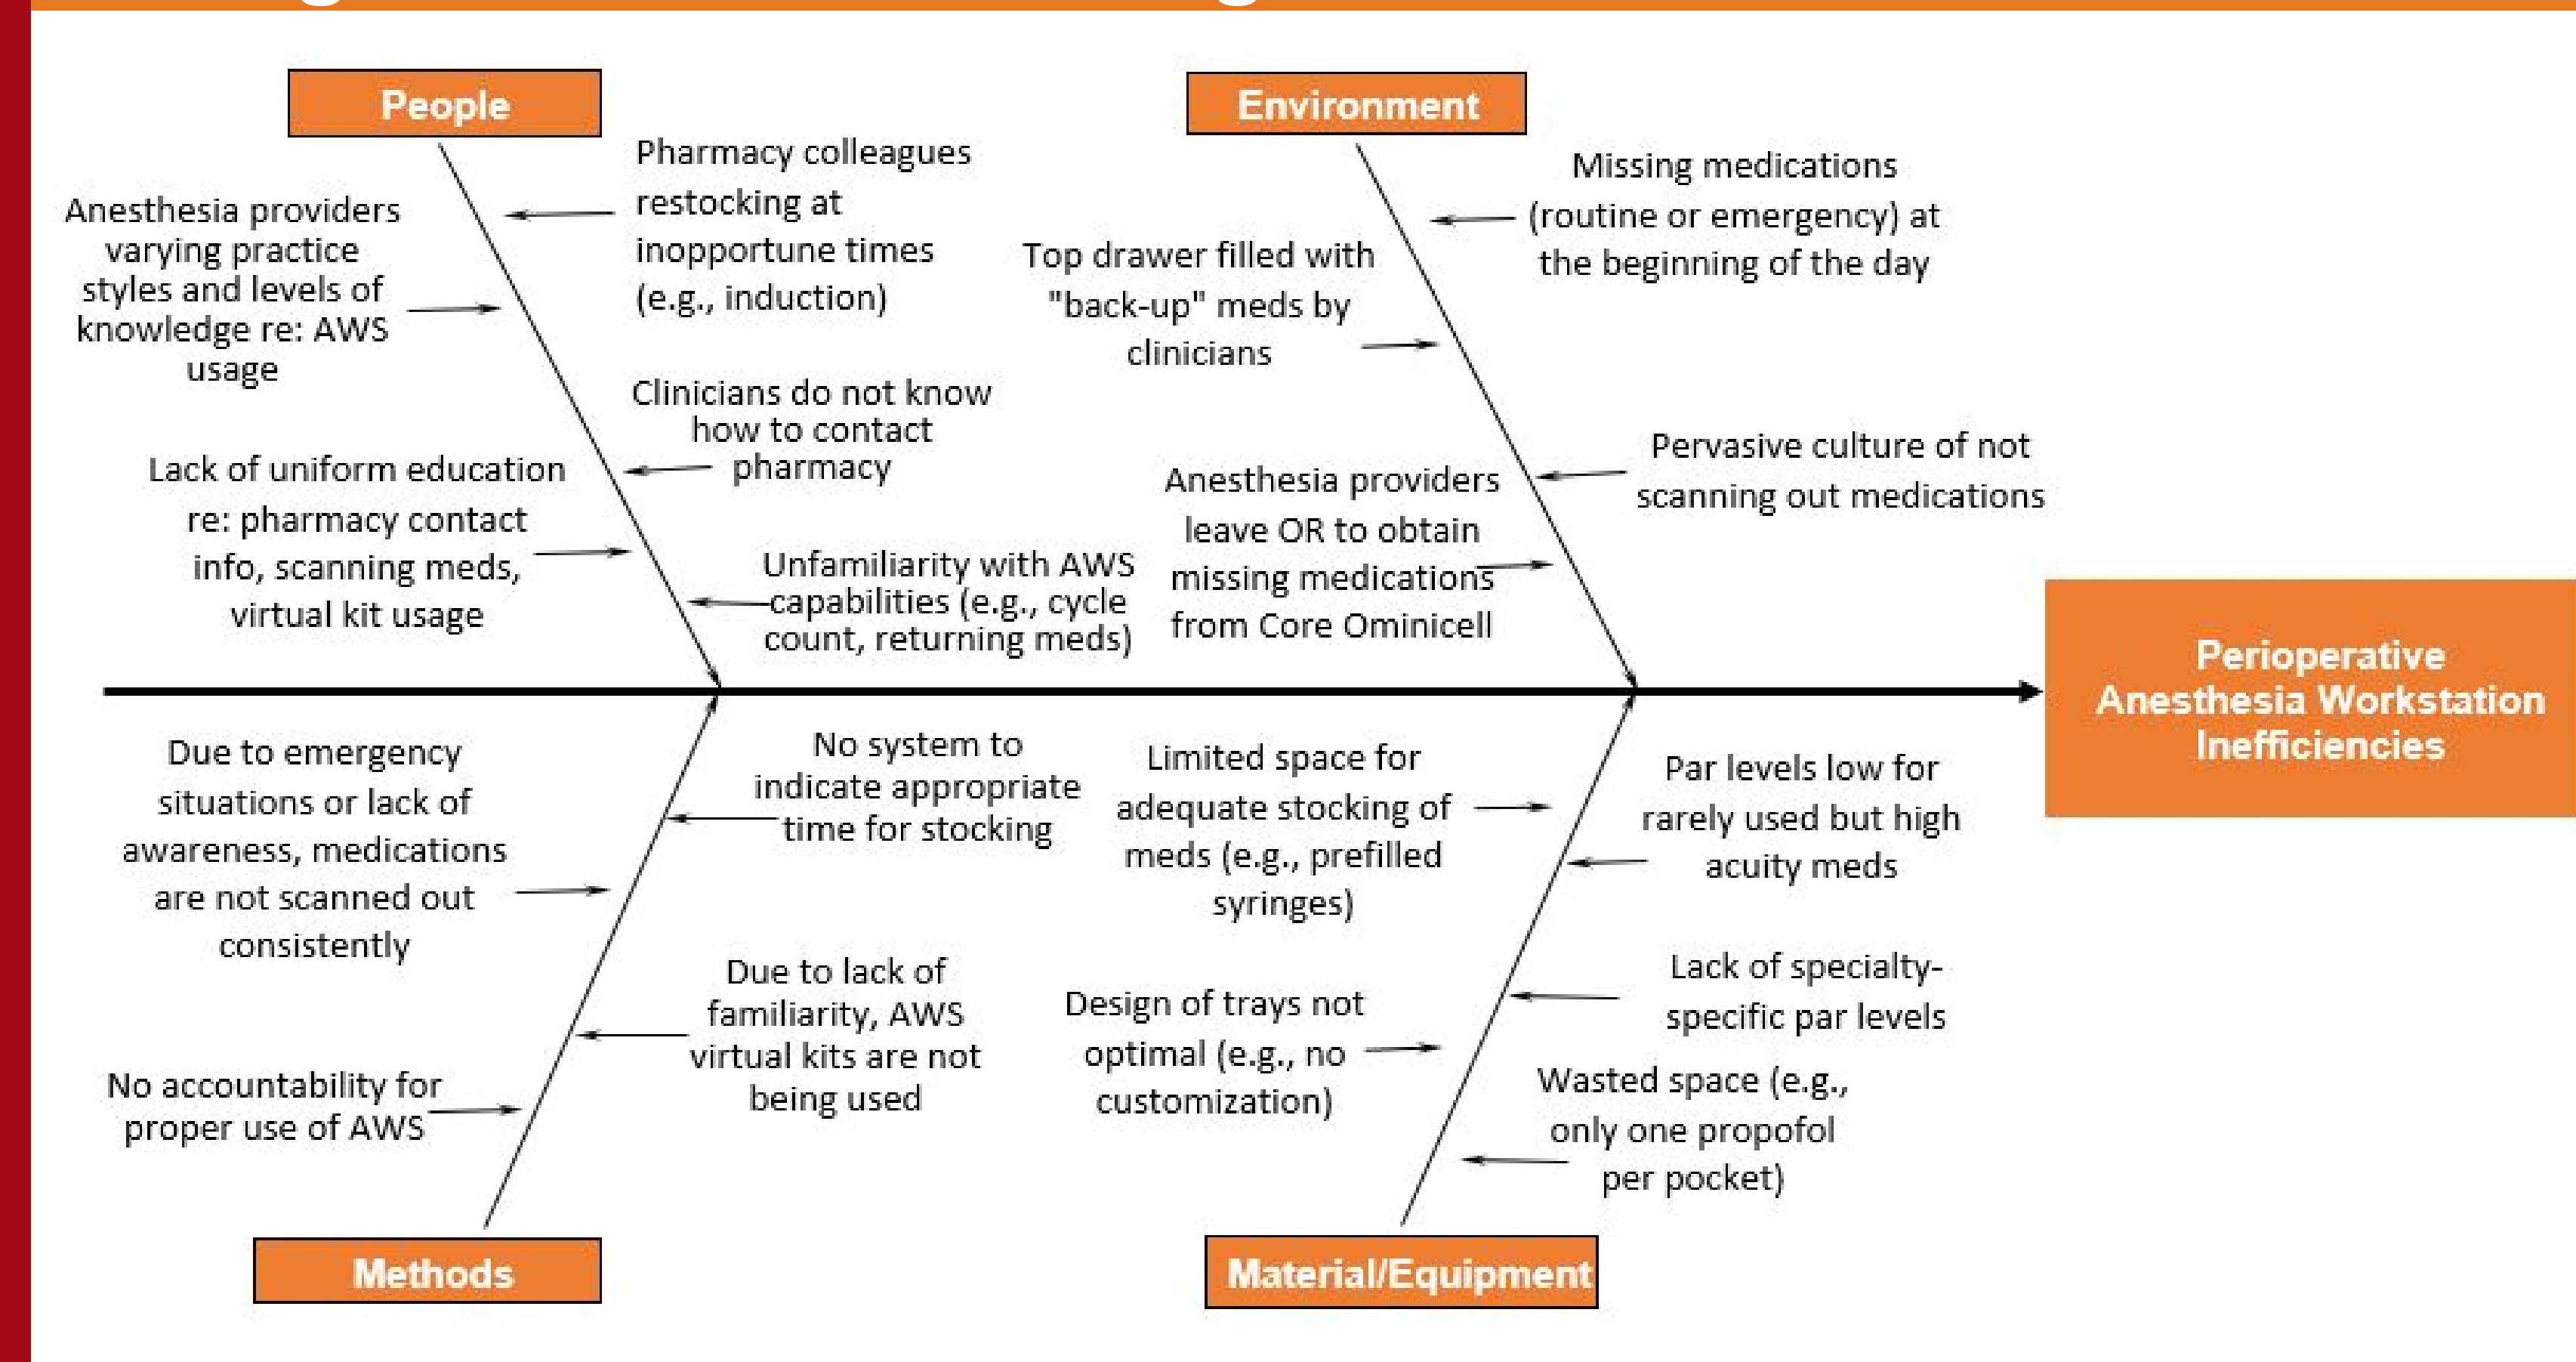 People
Pharmacy colleagues
restocking at
inopportune times
(e.g., induction)
Anesthesia providers
varying practice
styles and levels of
knowledge re: AWS
usage
Clinicians do not know
how to contact
pharmacy
Lack of uniform education
re: pharmacy contact
info, scanning meds,
virtual kit usage
Unfamiliarity with AWS
capabilities (e.g., cycle
count, returning meds)
Environment
Missing medications
(routine or emergency) at
the beginning of the day
Top drawer filled with
"back-up" meds by
clinicians
Pervasive culture of not
scanning out medications
Anesthesia providers
leave OR to obtain
missing medications
from Core Ominicell
Perioperative
Anesthesia Workstation
Inefficiencies
Due to emergency
situations or lack of
awareness, medications
are not scanned out
consistently
No system to
indicate appropriate
time for stocking
Due to lack of
familiarity, AWS
virtual kits are not
being used
No accountability for
proper use of AWS
Methods
Limited space for
adequate stocking of
meds (e.g., prefilled
syringes)
Par levels low for
rarely used but high
acuity meds
Lack of specialty-
specific par levels
Design of trays not
optimal (e.g., no
customization)
Wasted space (e.g.,
only one propofol
per pocket)
Material/Equipment